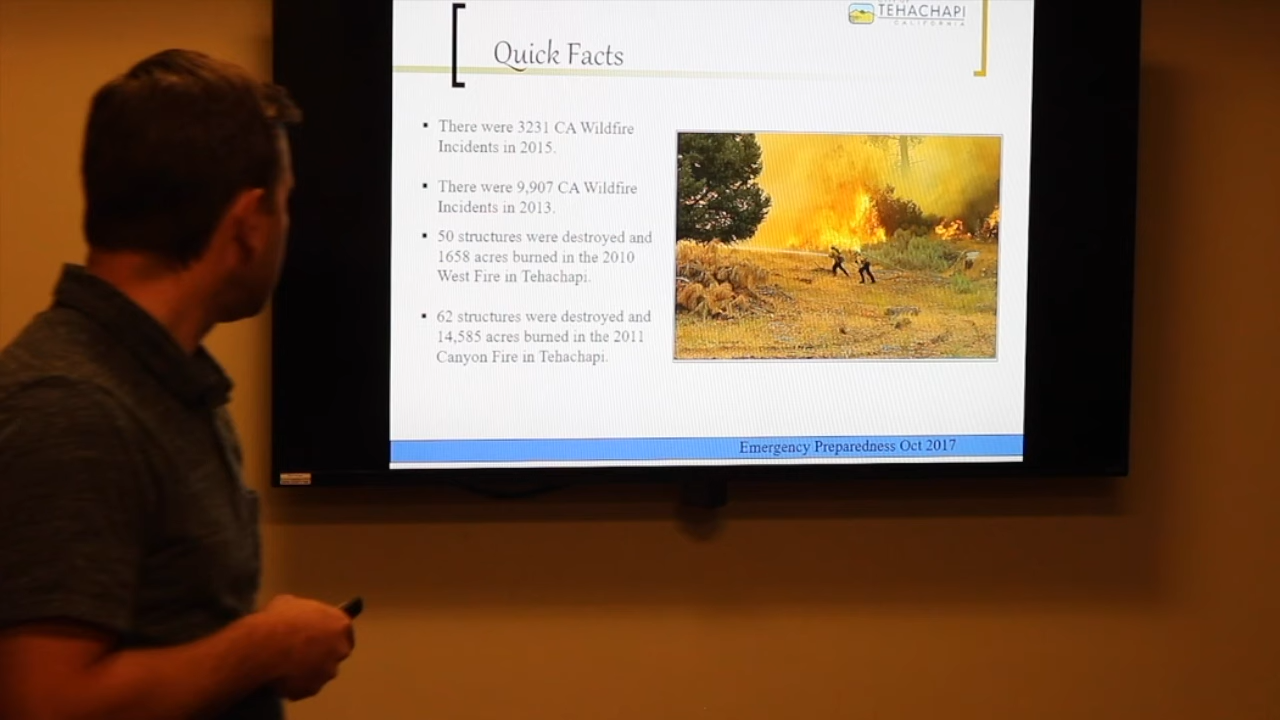 TEHACHAPI
CALIFORNIA
Quick Facts
▪ There were 3231 CA Wildfire
Incidents in 2015.
▪ There were 9,907 CA Wildfire
Incidents in 2013.
▪ 50 structures were destroyed and
1658 acres burned in the 2010
West Fire in Tehachapi.
▪ 62 structures were destroyed and
14,585 acres burned in the 2011
Canyon Fire in Tehachapi.
Emergency Preparedness Oct 2017